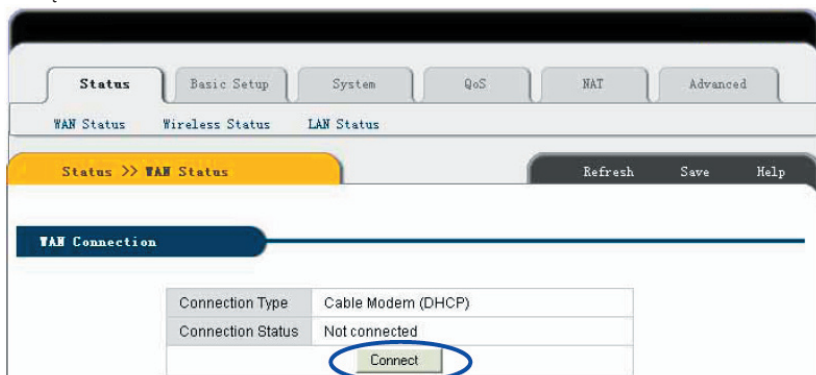 Status Basic Setup System QoS NAT Advanced
WAN Status Wireless Status LAN Status
Status >> WAN Status Refresh Save Help
WAN Connection
Connection Type Cable Modem (DHCP)
Connection Status Not connected
Connect